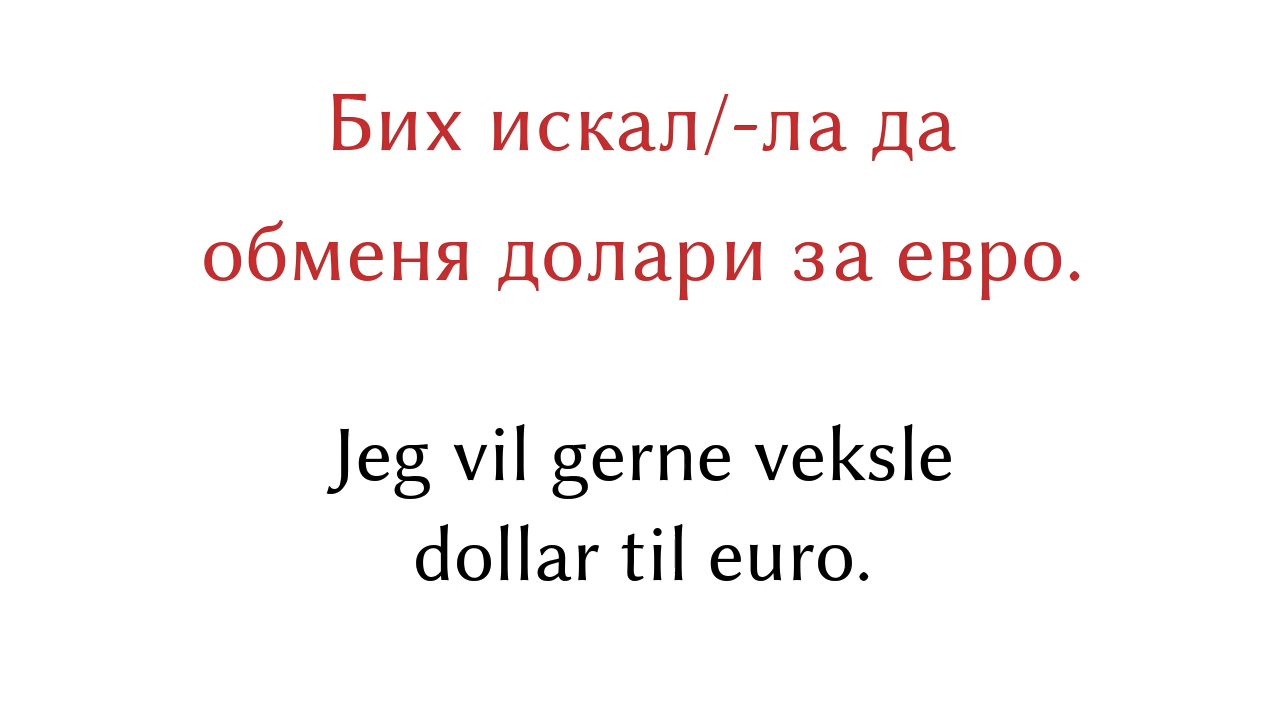 Бих искал/-ла да
обменя долари за евро.
Jeg vil gerne veksle
dollar til euro.